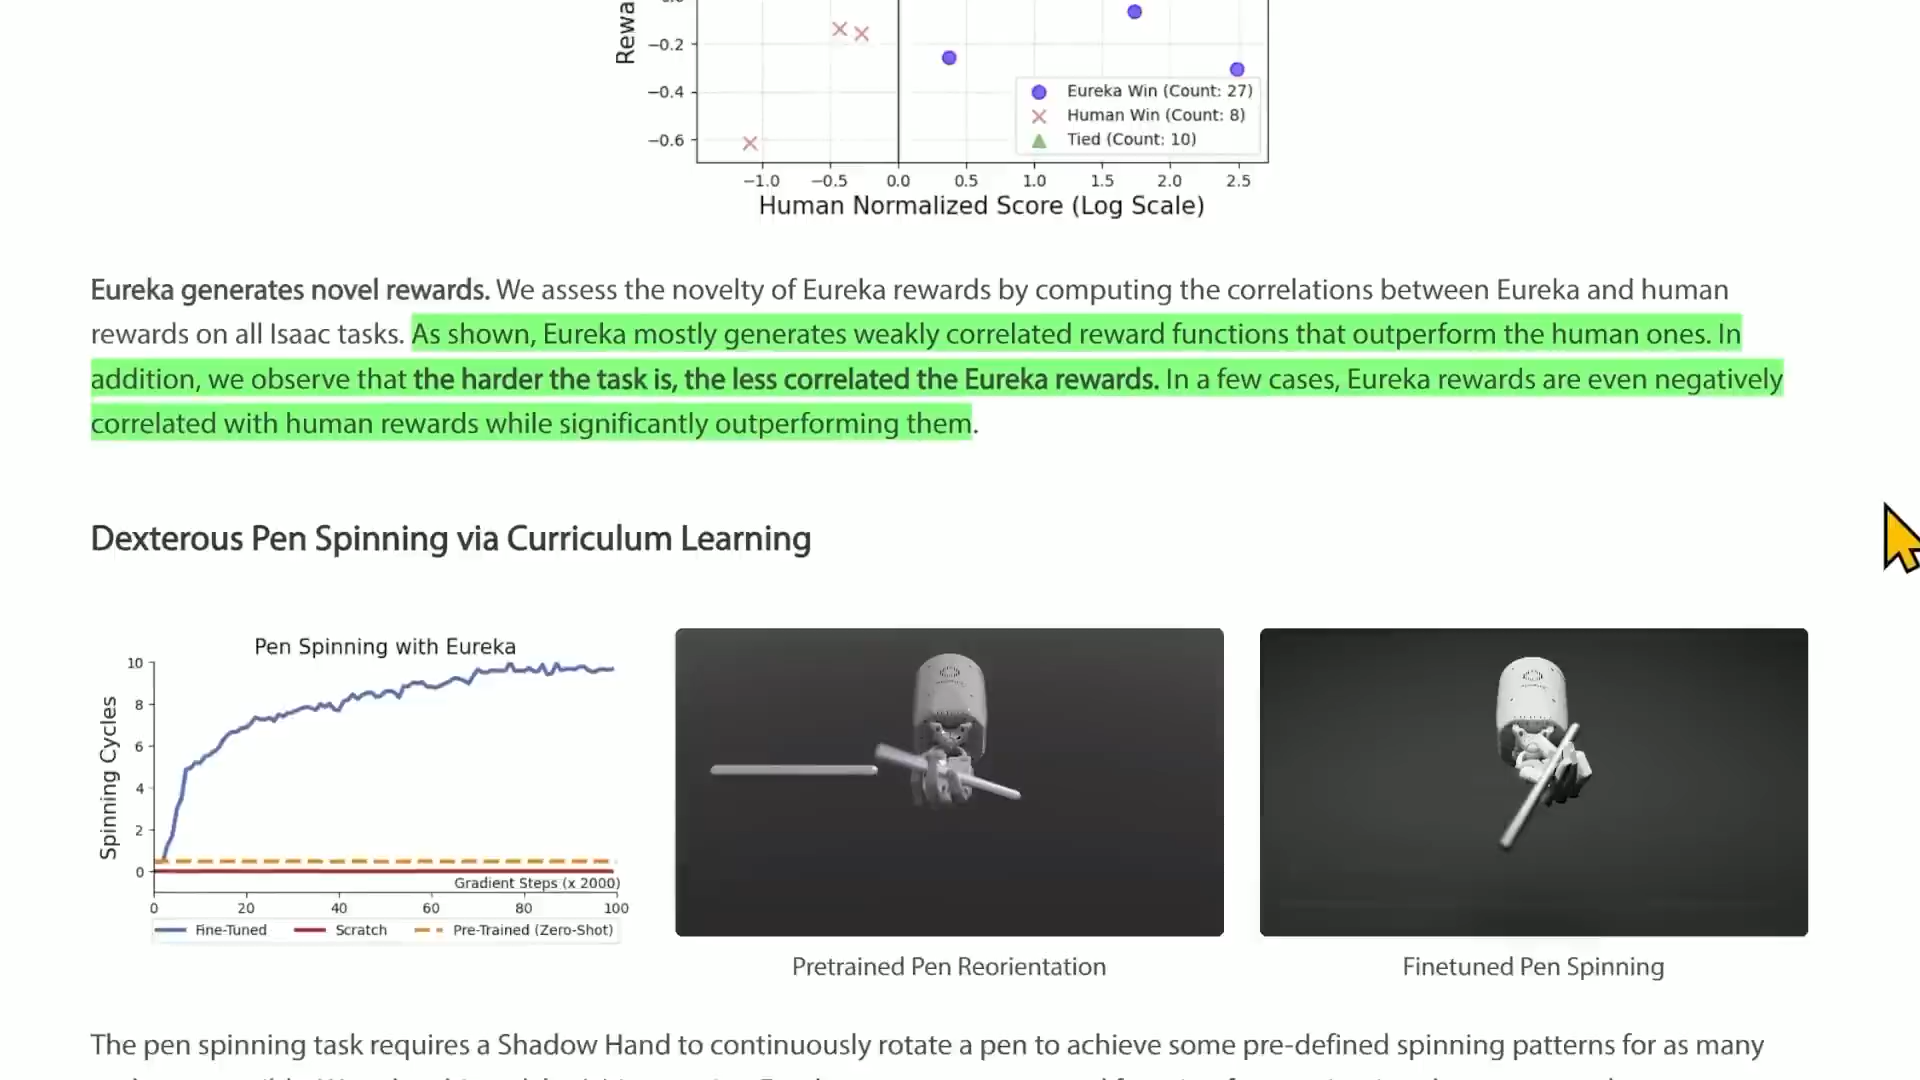 Rewa
−0.2
−0.4
−0.6
Eureka Win (Count: 27)
Human Win (Count: 8)
Tied (Count: 10)
−1.0 −0.5 0.0 0.5 1.0 1.5 2.0 2.5
Human Normalized Score (Log Scale)
Eureka generates novel rewards. We assess the novelty of Eureka rewards by computing the correlations between Eureka and human
rewards on all Isaac tasks. As shown, Eureka mostly generates weakly correlated reward functions that outperform the human ones. In
addition, we observe that the harder the task is, the less correlated the Eureka rewards. In a few cases, Eureka rewards are even negatively
correlated with human rewards while significantly outperforming them.
Dexterous Pen Spinning via Curriculum Learning
Pen Spinning with Eureka
Spinning Cycles
10
8
6
4
2
0
Gradient Steps (x 2000)
0 20 40 60 80 100
Fine-Tuned Scratch Pre-Trained (Zero-Shot)
Pretrained Pen Reorientation
Finetuned Pen Spinning
The pen spinning task requires a Shadow Hand to continuously rotate a pen to achieve some pre-defined spinning patterns for as many